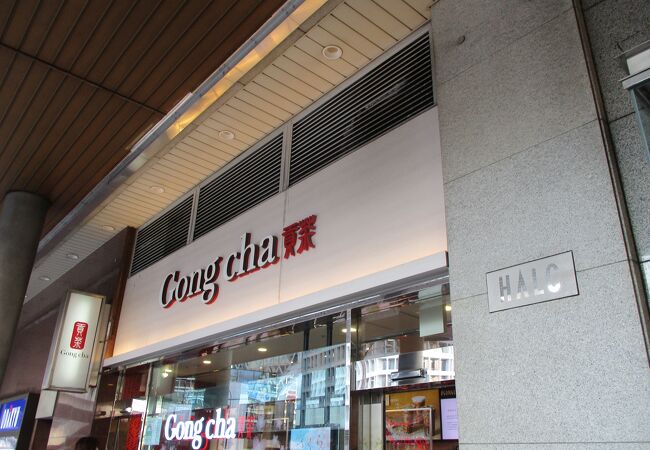 Gong cha 貢茶
HALC
貢茶
Gong cha
Gong cha